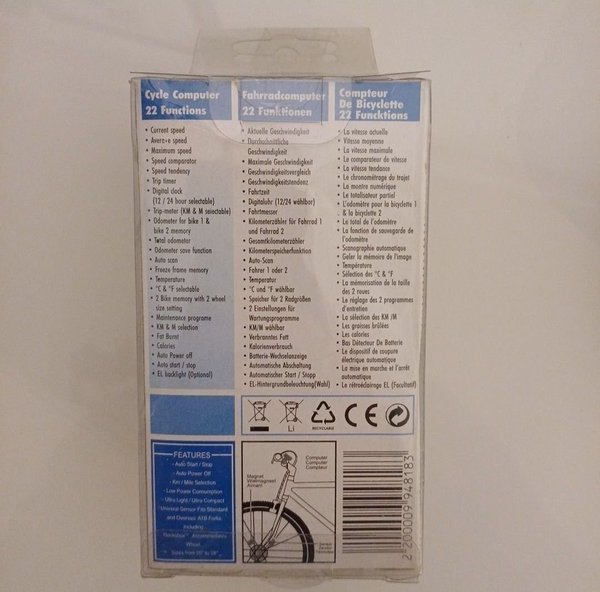 Cycle Computer
22 Functions
• Current speed
• Avera•e speed
• Maximum speed
• Speed comparator
• Speed tendency
• Trip timer
• Digital clock
(12 / 24 hour selectable)
• Trip-meter (KM & M selectable)
• Odometer for bike 1 &
bike 2 memory
• Total odometer
• Odometer save function
• Auto scan
• Freeze frame memory
• Temperature
• °C & °F selectable
• 2 Bike memory with 2 wheel
size setting
• Maintenance programe
• KM & M selection
• Fat Burnt
• Calories
• Auto Power off
• Auto start / stop
• EL backlight (Optional)
Fahrradcomputer
22 Funktionen
• Aktuelle Geschwindigkeit
• Durchschnittliche
Geschwindigkeit
• Maximale Geschwindigkeit
• Geschwindigkeitsvergleich
• Geschwindigkeitstendenz
• Fahrtzeit
• Digitaluhr (12/24 wählbar)
• Fahrtmesser
• Kilometerzähler für Fahrrad 1
und Fahrrad 2
• Gesamtkilometerzähler
• Kilometerspeicherfunktion
• Auto-Scan
• Fahrer 1 oder 2
• Temperatur
• °C und °F wählbar
• Speicher für 2 Radgrößen
• 2 Einstellungen für
Wartungsprogramme
• KM/M wählbar
• Verbranntes Fett
• Kalorienverbrauch
• Batterie-Wechselanzeige
• Automatische Abschaltung
• Automatischer Start / Stopp
• EL-Hintergrundbeleuchtung(Wahl)
Compteur
De Bicyclette
22 Funcktions
• La vitesse actuelle
• Vitesse moyenne
• La vitesse maximale
• Le comparateur de vitesse
• La vitesse tendance
• Le chronométrage du trajet
• La montre numérique
• Le totalisateur partiel
• L'odomètre pour la bicyclette 1
& la bicyclette 2
• Le total de l'odomètre
• La fonction de sauvegarde de
l'odomètre
• Scanographie automatique
• Geler la mémoire de l'image
• Température
• Sélection des °C & °F
• La mémorisation de la taille
des 2 roues
• Le réglage des 2 programmes
d'entretien
• La sélection des KM /M
• Les graisses brûlées
• Les calories
• Bas Détecteur De Batterie
• Le dispositif de coupure
électrique automatique
• La mise en marche et l'arrêt
automatique
• Le rétroéclairage EL (Facultatif)
Li
RECYCLABLE
CE
FEATURES
- Auto Start / Stop
- Auto Power Off
- Km / Mile Selection
- Low Power Consumption
- Ultra Light / Ultra Compact
Universal Sensor Fits Standard
and Oversize ATB Forks
Including
Wheel
Computer
Computer
Compteur
Magnet
Aimant
2 200009 948183